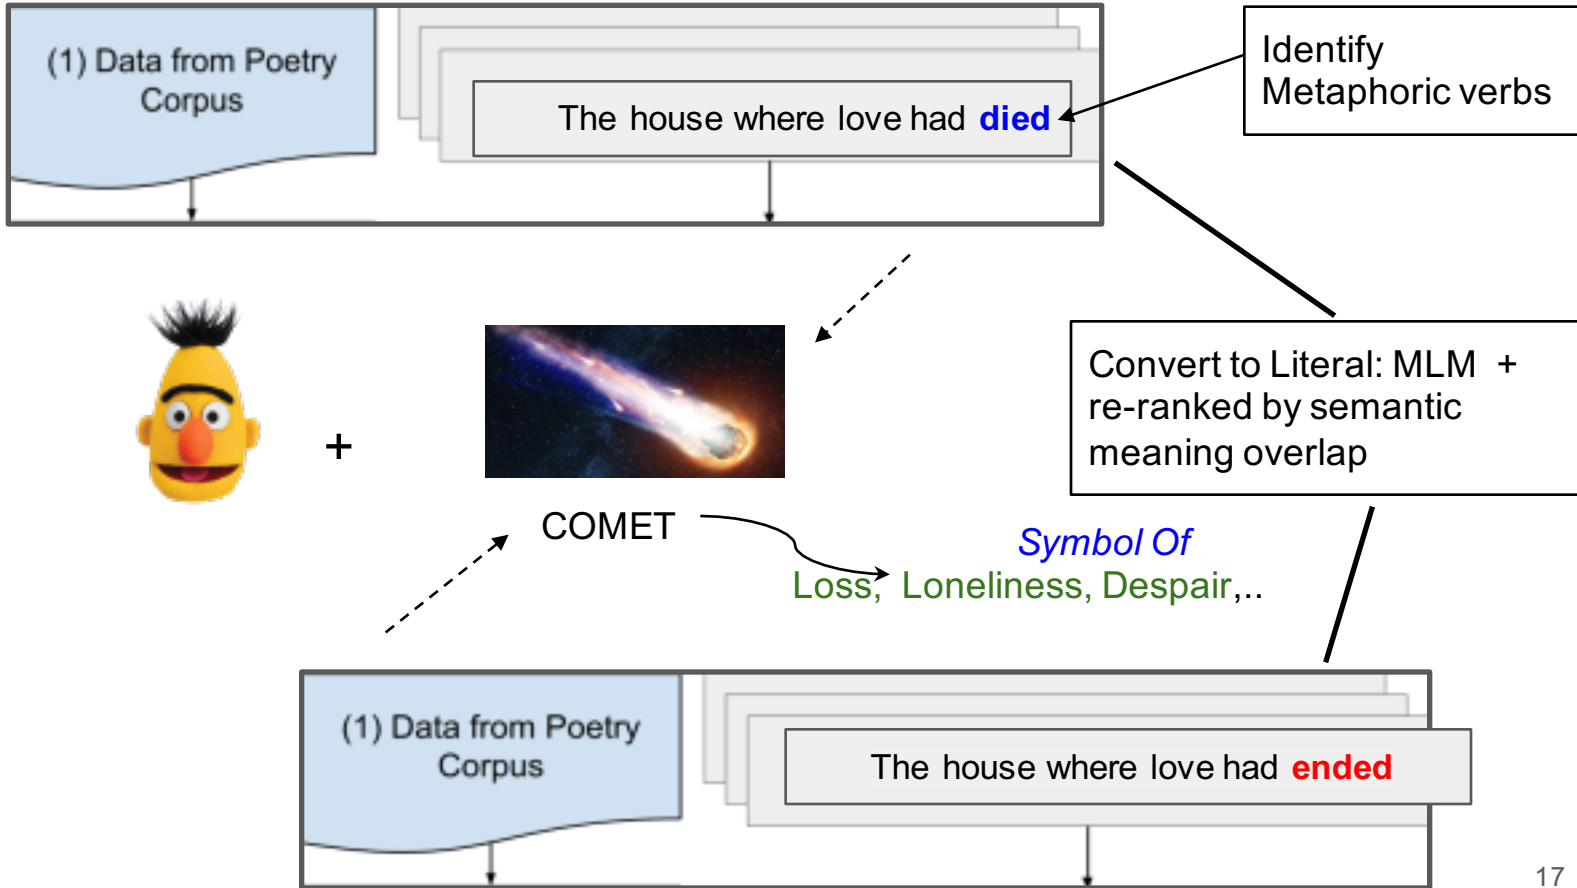 (1) Data from Poetry
Corpus
The house where love had died
Identify
Metaphoric verbs
Convert to Literal: MLM +
re-ranked by semantic
meaning overlap
+
COMET
Symbol Of
Loss, Loneliness, Despair,..
(1) Data from Poetry
Corpus
The house where love had ended
17